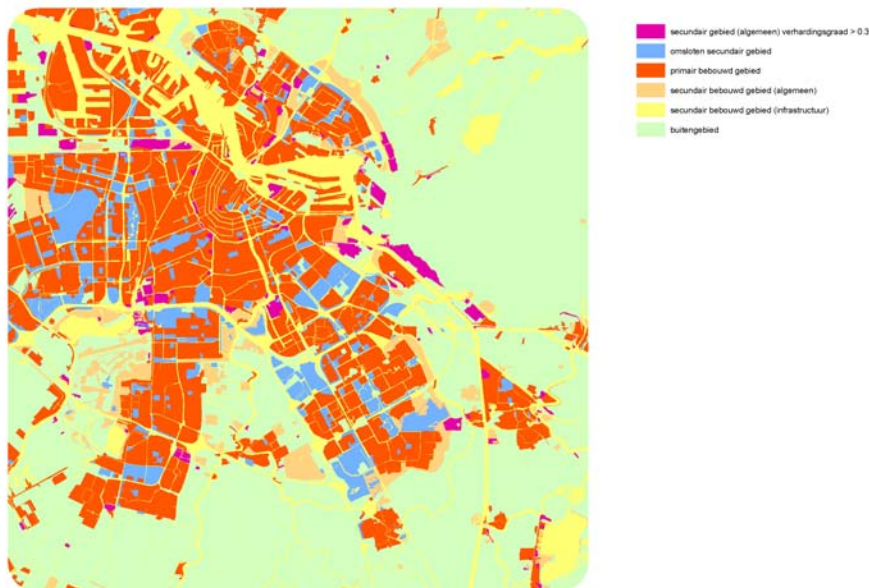 secundair gebied (algemeen) verhardingsgraad > 0.3
omsloten secundair gebied
primair bebouwd gebied
secundair bebouwd gebied (algemeen)
secundair bebouwd gebied (infrastructuur)
buitengebied